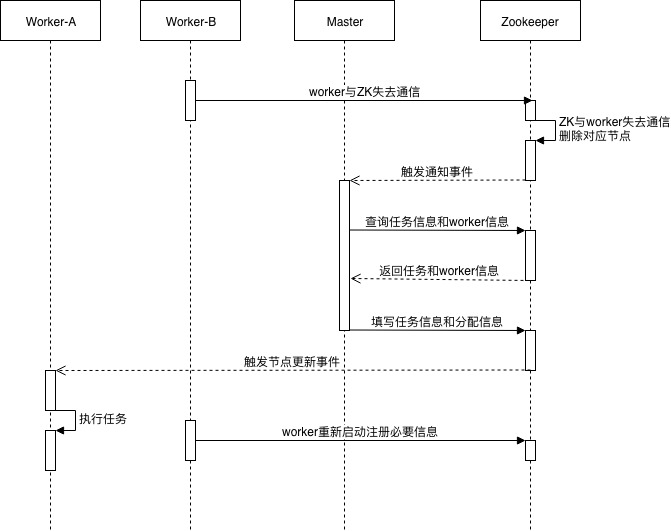 Worker-A
Worker-B
Master
Zookeeper
worker与ZK失去通信
ZK与worker失去通信
删除对应节点
触发通知事件
查询任务信息和worker信息
返回任务和worker信息
填写任务信息和分配信息
触发节点更新事件
执行任务
worker重新启动注册必要信息